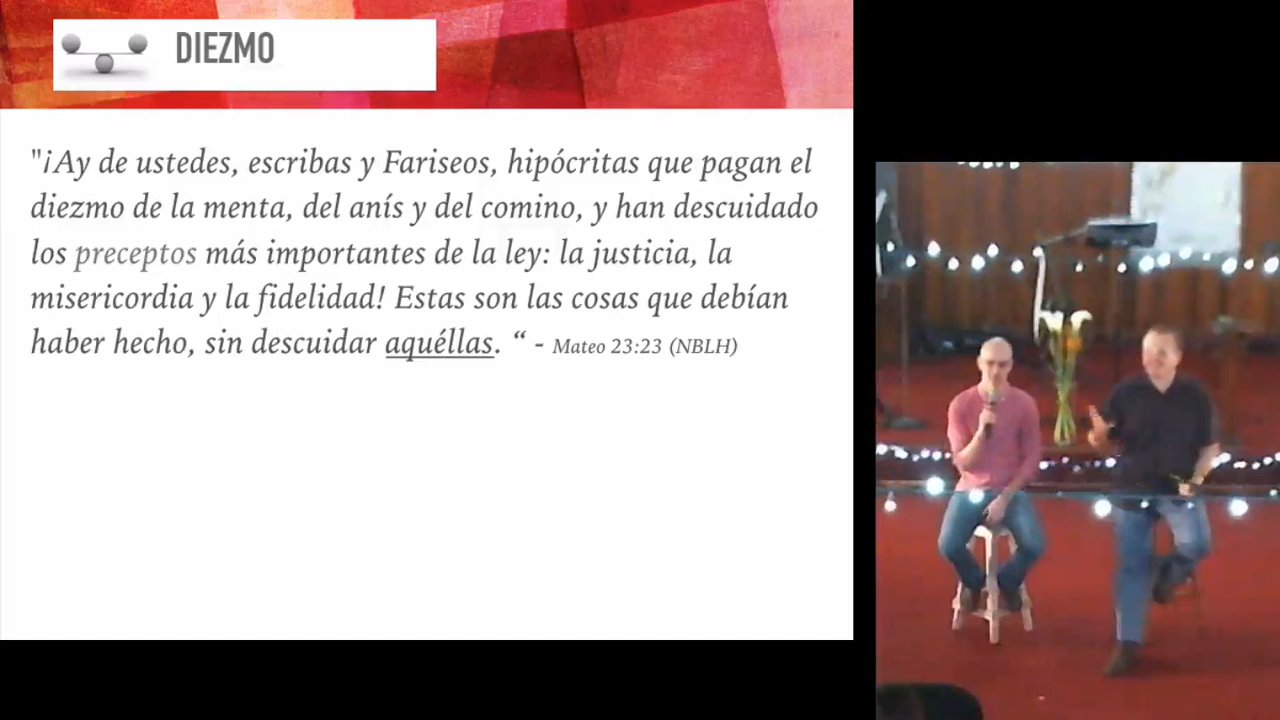 DIEZMO
"¡Ay de ustedes, escribas y Fariseos, hipócritas que pagan el
diezmo de la menta, del anís y del comino, y han descuidado
los preceptos más importantes de la ley: la justicia, la
misericordia y la fidelidad! Estas son las cosas que debían
haber hecho, sin descuidar aquéllas. “ - Mateo 23:23 (NBLH)